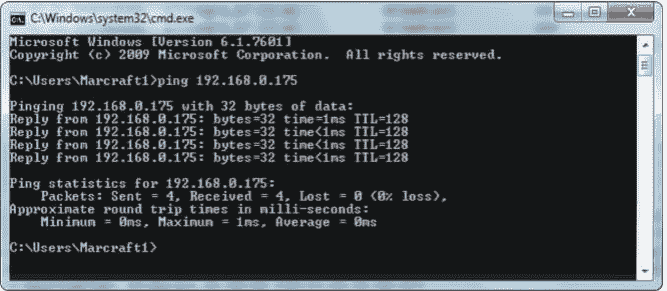 C:\Windows\system32\cmd.exe
Microsoft Windows [Version 6.1.7601]
Copyright (c) 2009 Microsoft Corporation.  All rights reserved.
C:\Users\Marcraft1>ping 192.168.0.175
Pinging 192.168.0.175 with 32 bytes of data:
Reply from 192.168.0.175: bytes=32 time=1ms TTL=128
Reply from 192.168.0.175: bytes=32 time<1ms TTL=128
Reply from 192.168.0.175: bytes=32 time<1ms TTL=128
Reply from 192.168.0.175: bytes=32 time<1ms TTL=128
Ping statistics for 192.168.0.175:
    Packets: Sent = 4, Received = 4, Lost = 0 (0% loss),
Approximate round trip times in milli-seconds:
    Minimum = 0ms, Maximum = 1ms, Average = 0ms
C:\Users\Marcraft1>